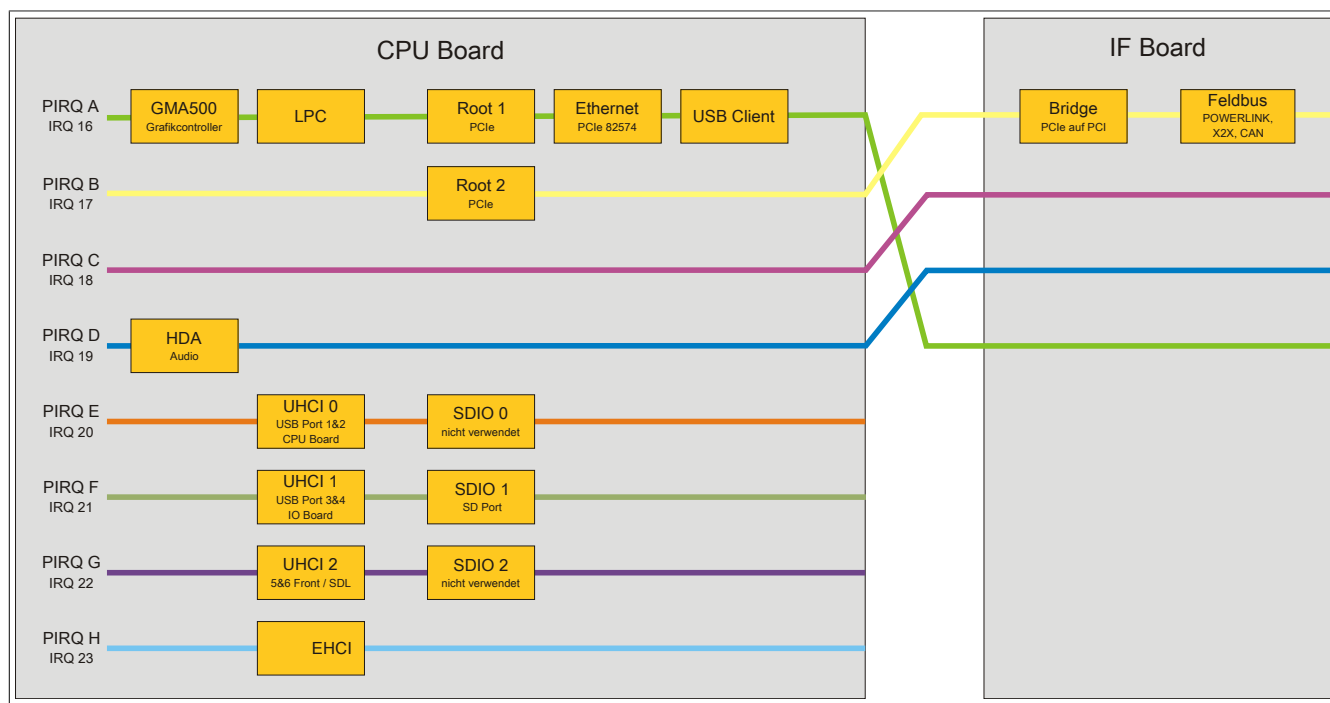 CPU Board
IF Board
PIRQ A
IRQ 16
GMA500
Grafikcontroller
LPC
Root 1
PCIe
Ethernet
PCIe 82574
USB Client
Bridge
PCIe auf PCI
Feldbus
POWERLINK,
X2X, CAN
PIRQ B
IRQ 17
Root 2
PCIe
PIRQ C
IRQ 18
PIRQ D
IRQ 19
HDA
Audio
PIRQ E
IRQ 20
UHCI 0
USB Port 1&2
CPU Board
SDIO 0
nicht verwendet
PIRQ F
IRQ 21
UHCI 1
USB Port 3&4
IO Board
SDIO 1
SD Port
PIRQ G
IRQ 22
UHCI 2
5&6 Front / SDL
SDIO 2
nicht verwendet
PIRQ H
IRQ 23
EHCI